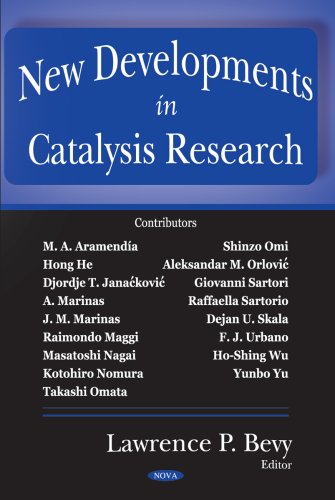 New Developments
in
Catalysis Research
Contributors
M. A. Aramendía
Hong He
Djordje T. Janaćković
A. Marinas
J. M. Marinas
Raimondo Maggi
Masatoshi Nagai
Kotohiro Nomura
Takashi Omata
Shinzo Omi
Aleksandar M. Orlović
Giovanni Sartori
Raffaella Sartorio
Dejan U. Skala
F. J. Urbano
Ho-Shing Wu
Yunbo Yu
Lawrence P. Bevy
Editor
NOVA